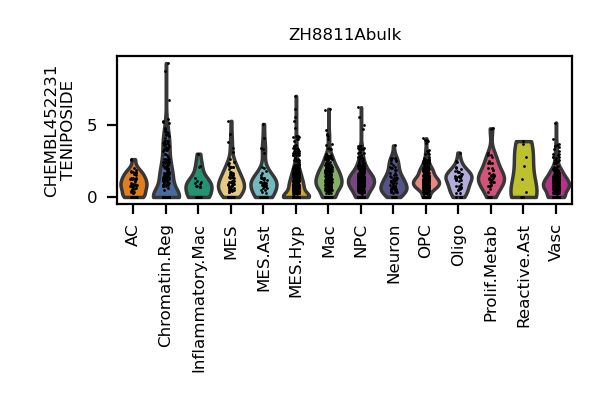 ZH8811Abulk
CHEMBL452231
TENIPOSIDE
5
0
AC
Chromatin.Reg
Inflammatory.Mac
MES
MES.Ast
MES.Hyp
Mac
NPC
Neuron
OPC
Oligo
Prolif.Metab
Reactive.Ast
Vasc